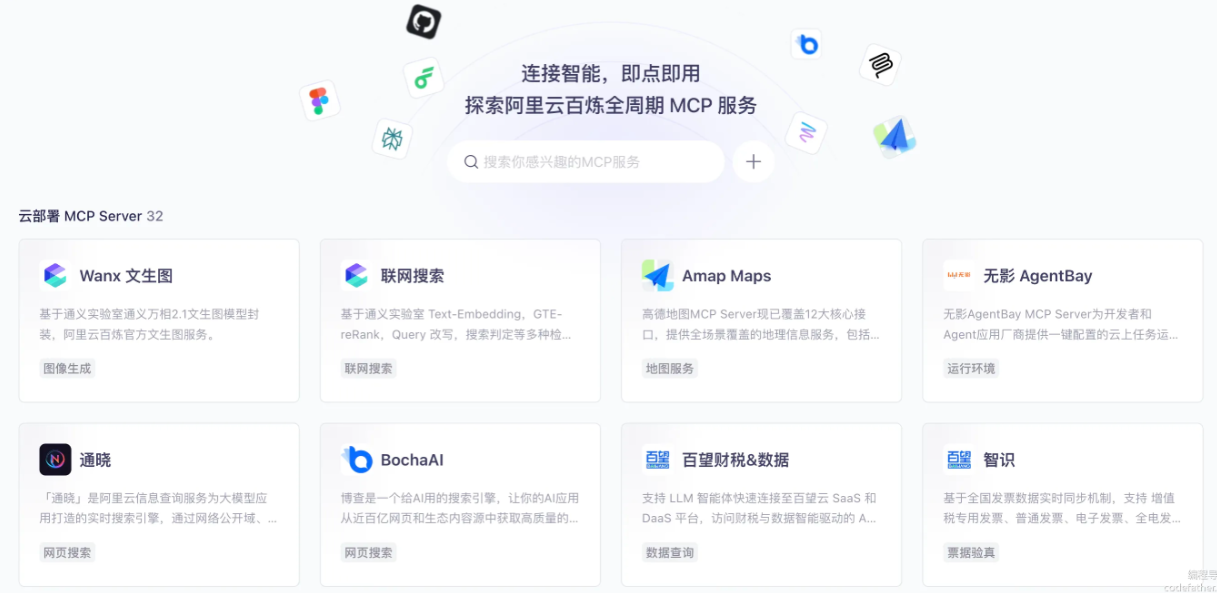 连接智能，即点即用
探索阿里云百炼全周期 MCP 服务
搜索你感兴趣的MCP服务
云部署 MCP Server 32
Wanx 文生图
基于通义实验室通义万相2.1文生图模型封
装，阿里云百炼官方文生图服务。
图像生成
联网搜索
基于通义实验室 Text-Embedding，GTE-
reRank，Query 改写，搜索判定等多种检...
联网搜索
Amap Maps
高德地图MCP Server现已覆盖12大核心接
口，提供全场景覆盖的地理信息服务，包括...
地图服务
无影 AgentBay
无影AgentBay MCP Server为开发者和
Agent应用厂商提供一键配置的云上任务运...
运行环境
通晓
「通晓」是阿里云信息查询服务为大模型应
用打造的实时搜索引擎，通过网络公开域、...
网页搜索
BochaAI
博查是一个给AI用的搜索引擎，让你的AI应用
从近百亿网页和生态内容源中获取高质量的...
网页搜索
百望
百望财税&数据
支持 LLM 智能体快速连接至百望云 SaaS 和
DaaS 平台，访问财税与数据智能驱动的 A...
数据查询
百望
智识
基于全国发票数据实时同步机制，支持 增值
税专用发票、普通发票、电子发票、全电发...
票据验真
编程导
codefather.